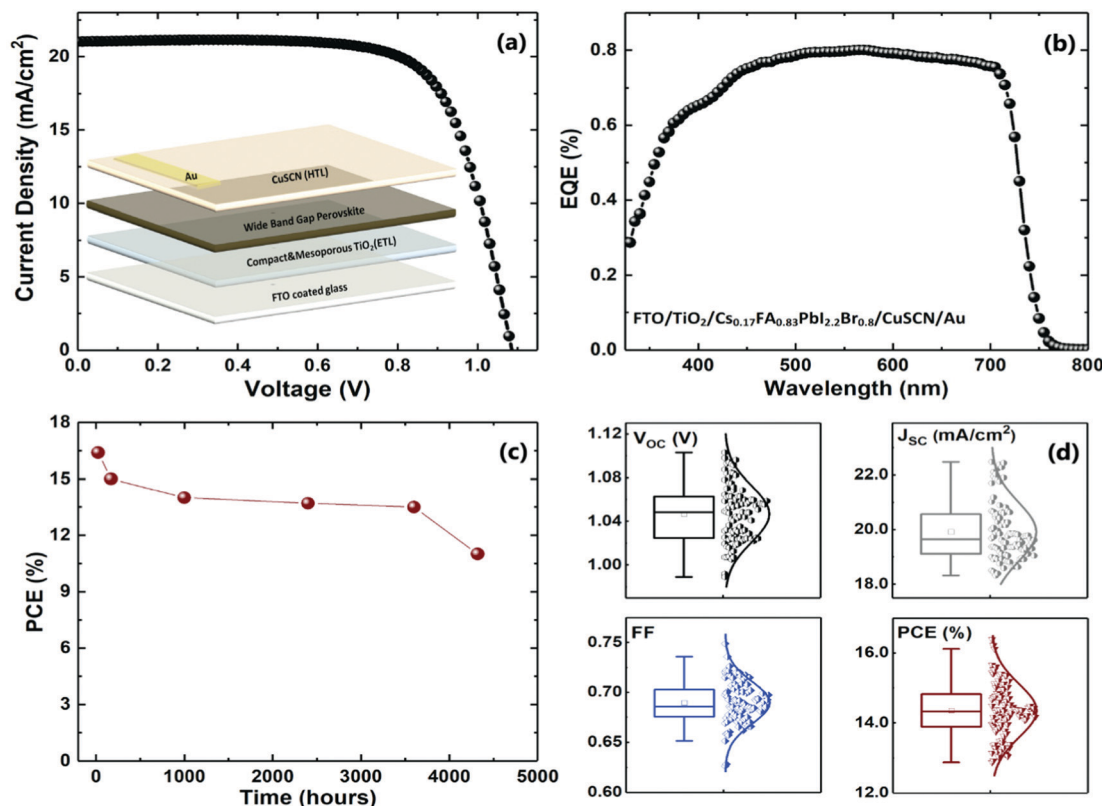 (a)
Current Density (mA/cm²)
25
20
15
10
5
0
Au
CuSCN (HTL)
Wide Band Gap Perovskite
Compact&Mesoporous TiO₂(ETL)
FTO coated glass
0.0 0.2 0.4 0.6 0.8 1.0
Voltage (V)
(b)
EQE (%)
0.8
0.6
0.4
0.2
0.0
FTO/TiO₂/Cs₀.₁₇FA₀.₈₃PbI₂.₂Br₀.₈/CuSCN/Au
400 500 600 700 800
Wavelength (nm)
(c)
PCE (%)
18
15
12
9
6
3
0
0 1000 2000 3000 4000 5000
Time (hours)
V_OC (V)
1.12
1.08
1.04
1.00
J_SC (mA/cm²)
(d)
22.0
20.0
18.0
FF
0.75
0.70
0.65
0.60
PCE (%)
16.0
14.0
12.0